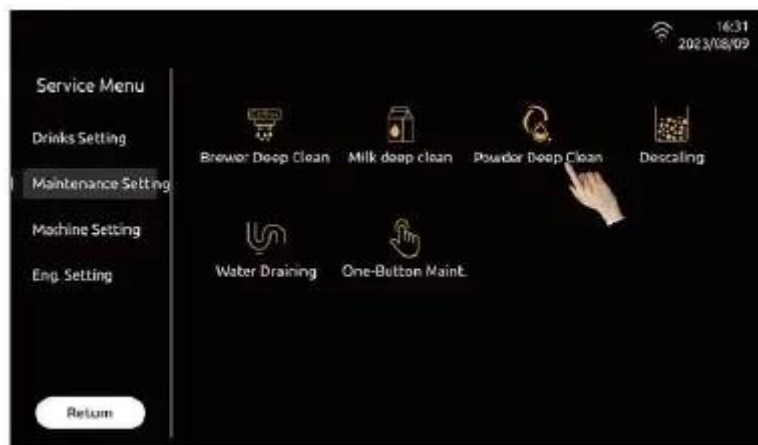 16:31
2023/08/09
Service Menu
Drinks Setting
Maintenance Setting
Machine Setting
Eng. Setting
Return
Brewer Deep Clean
Milk deep clean
Powder Deep Clean
Descaling
Water Draining
One-Button Maint.